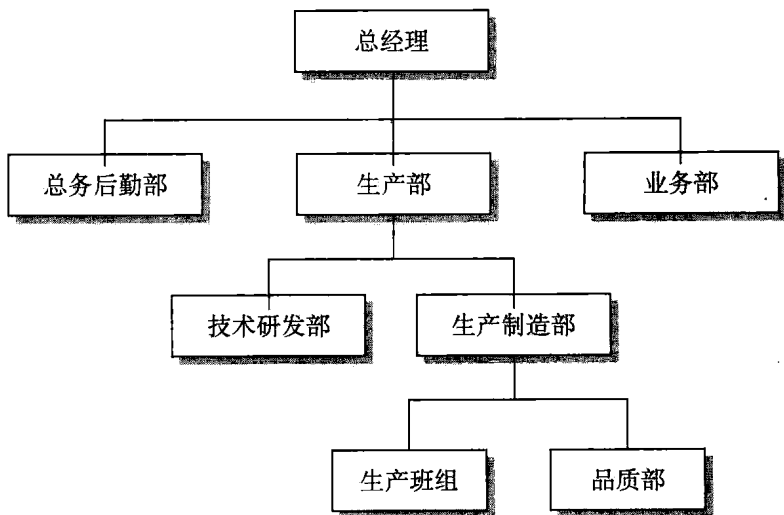 总经理
总务后勤部
生产部
业务部
技术研发部
生产制造部
生产班组
品质部